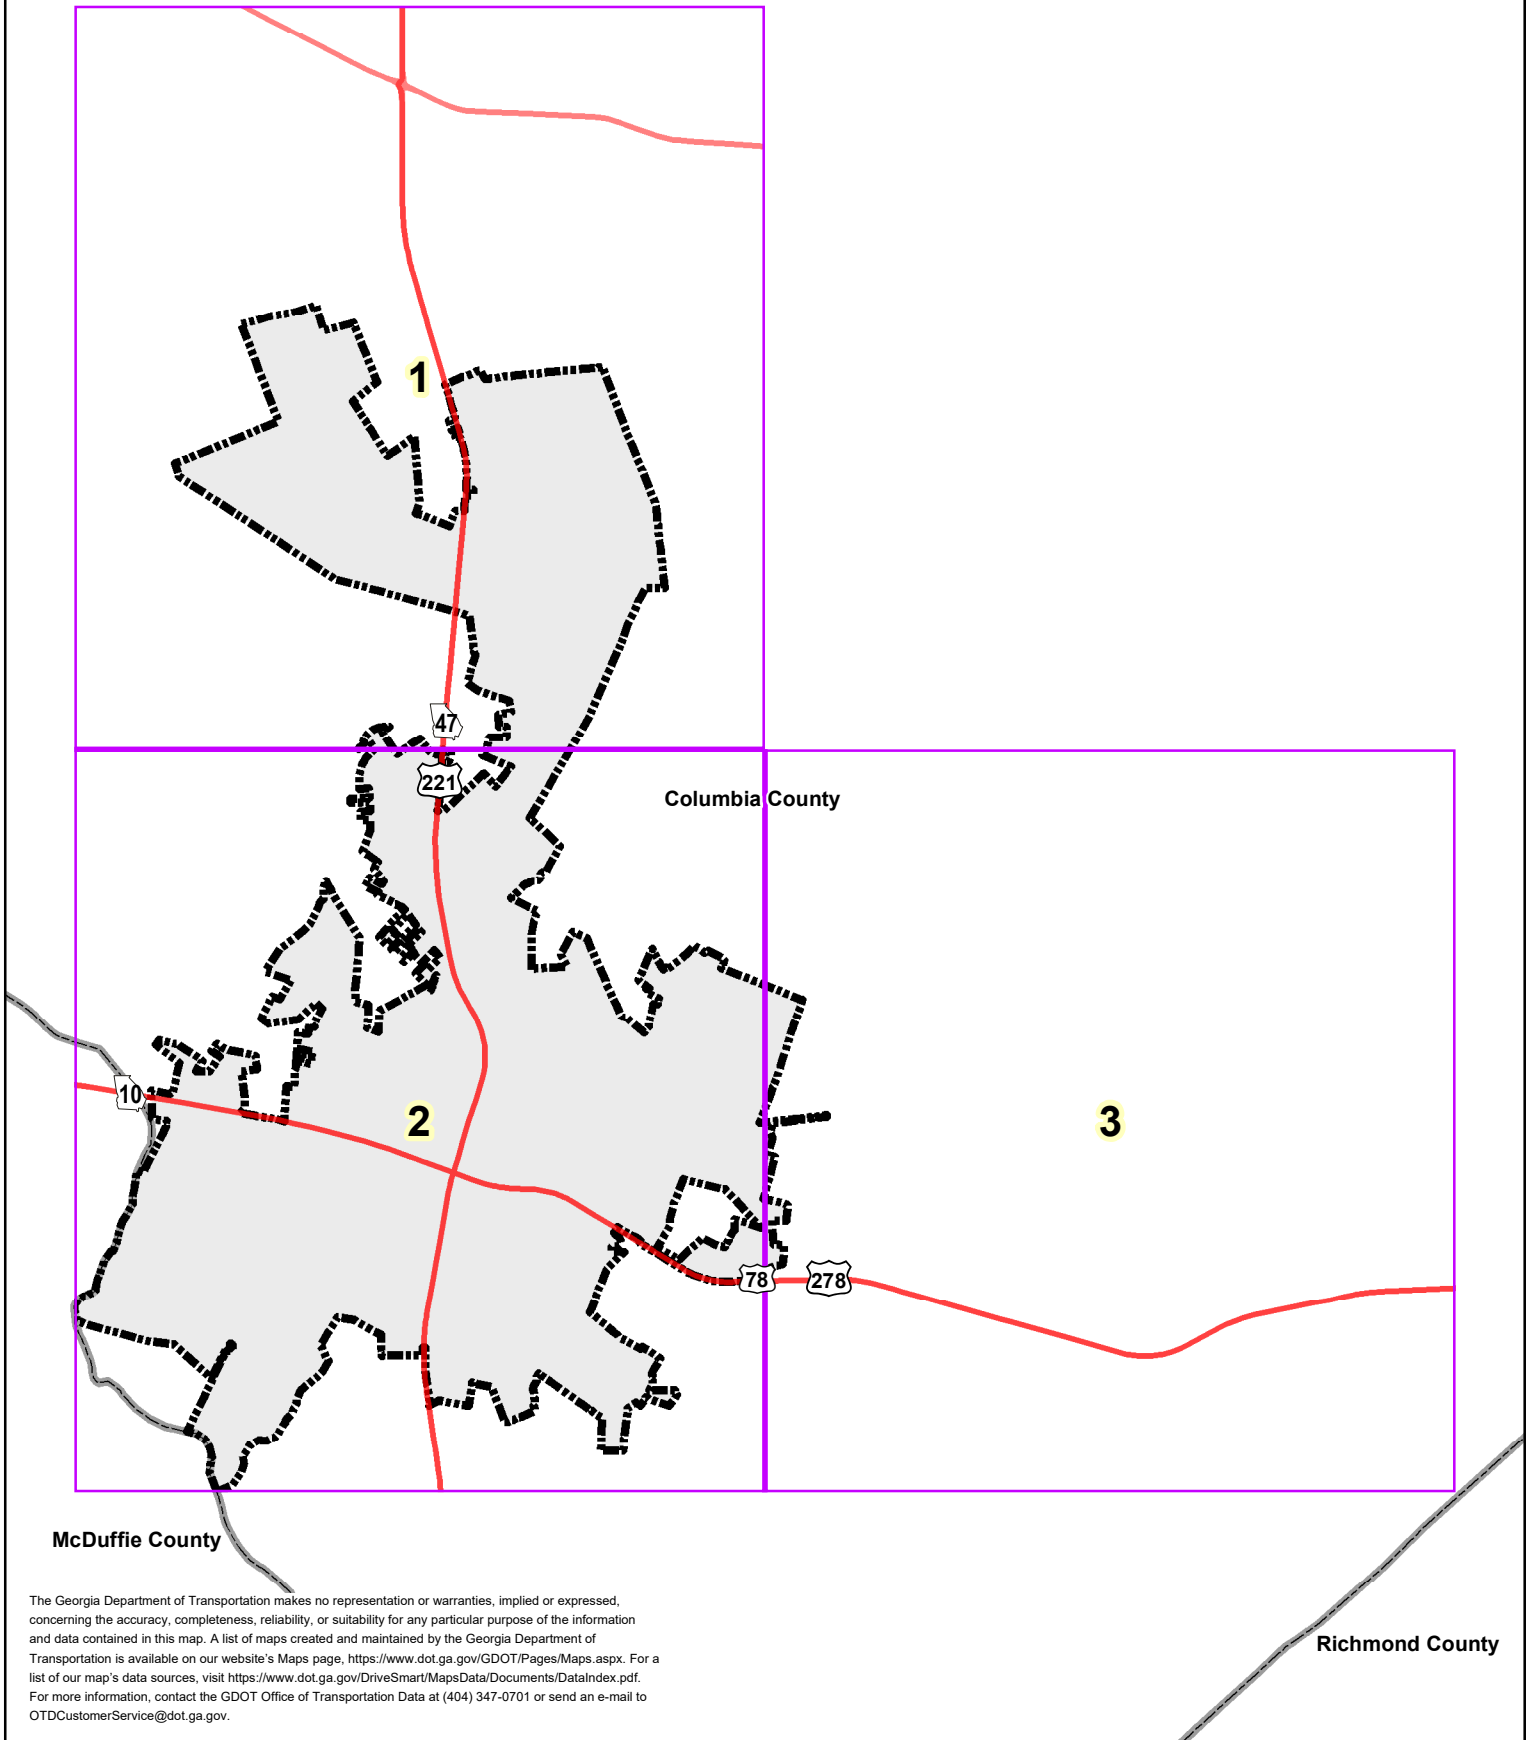 1
47
221
Columbia County
10
2
3
78
278
McDuffie County
The Georgia Department of Transportation makes no representation or warranties, implied or expressed,
concerning the accuracy, completeness, reliability, or suitability for any particular purpose of the information
and data contained in this map. A list of maps created and maintained by the Georgia Department of
Transportation is available on our website's Maps page, https://www.dot.ga.gov/GDOT/Pages/Maps.aspx. For a
list of our map's data sources, visit https://www.dot.ga.gov/DriveSmart/MapsData/Documents/DataIndex.pdf.
For more information, contact the GDOT Office of Transportation Data at (404) 347-0701 or send an e-mail to
OTDCustomerService@dot.ga.gov.
Richmond County